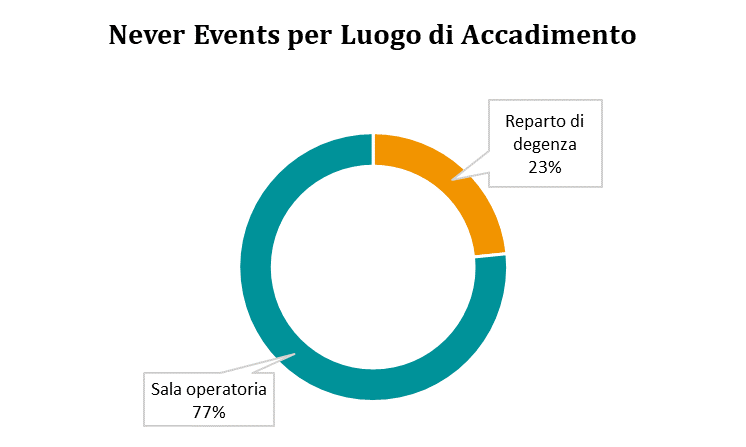 Never Events per Luogo di Accadimento
Reparto di
degenza
23%
Sala operatoria
77%